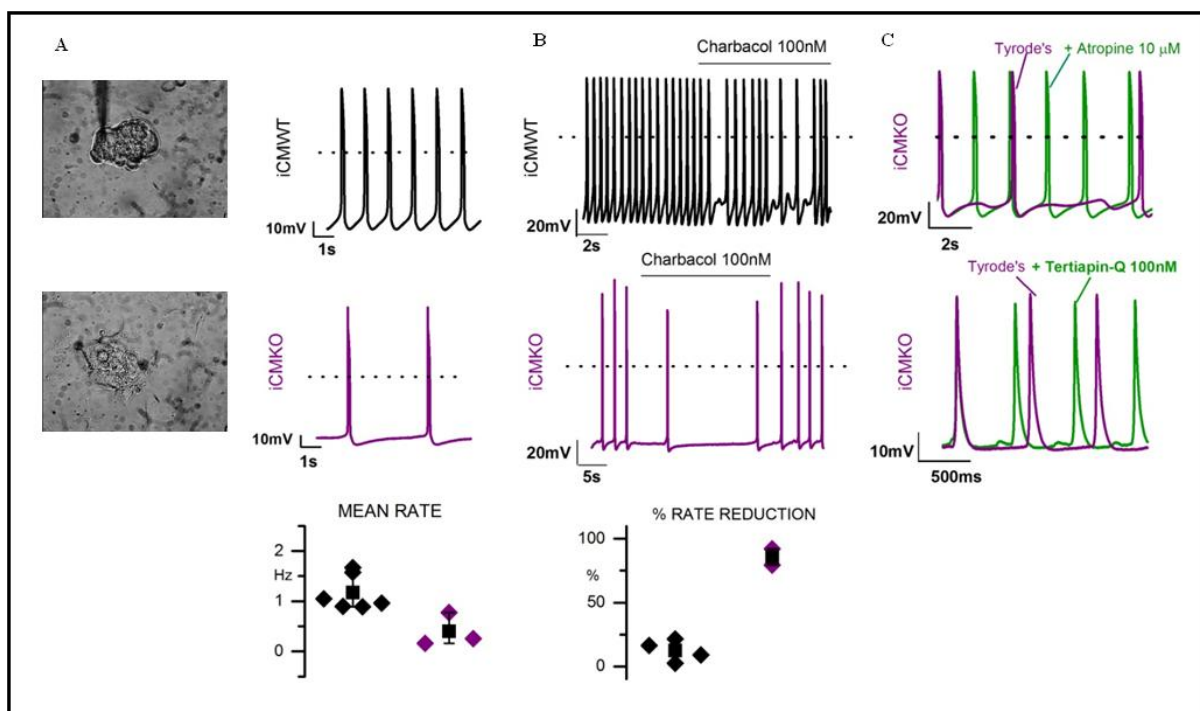 A
iCMWT
10mV
1s
iCMKO
10mV
1s
MEAN RATE
2
Hz
1
0
B
Charbacol 100nM
iCMWT
20mV
2s
Charbacol 100nM
iCMKO
20mV
5s
% RATE REDUCTION
100
%
50
0
C
Tyrode's + Atropine 10 μM
iCMKO
20mV
2s
Tyrode's + Tertiapin-Q 100nM
iCMKO
10mV
500ms